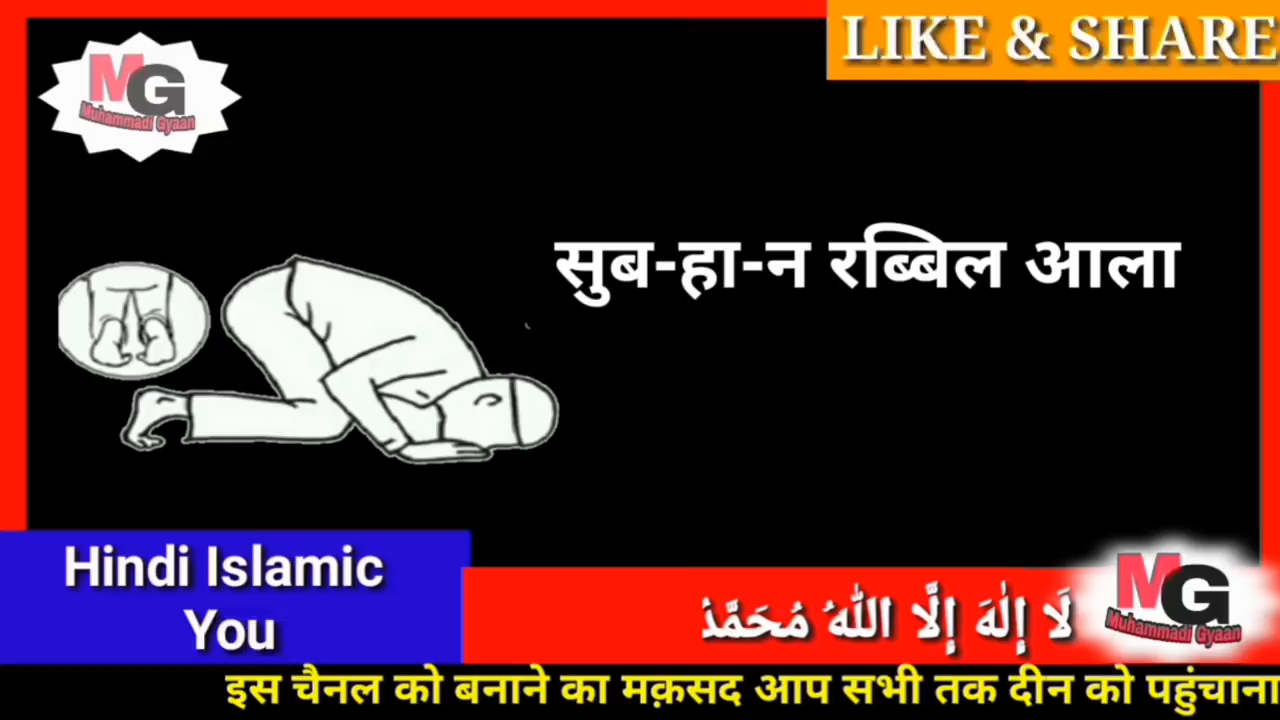 LIKE & SHARE
MG
Muhammadi Gyaan
सुब-हा-न रब्बिल आला
Hindi Islamic
You
لَا إِلٰهَ إِلَّا اللهُ مُحَمَّدٌ
MG
Muhammadi Gyaan
इस चैनल को बनाने का मक़सद आप सभी तक दीन को पहुंचाना